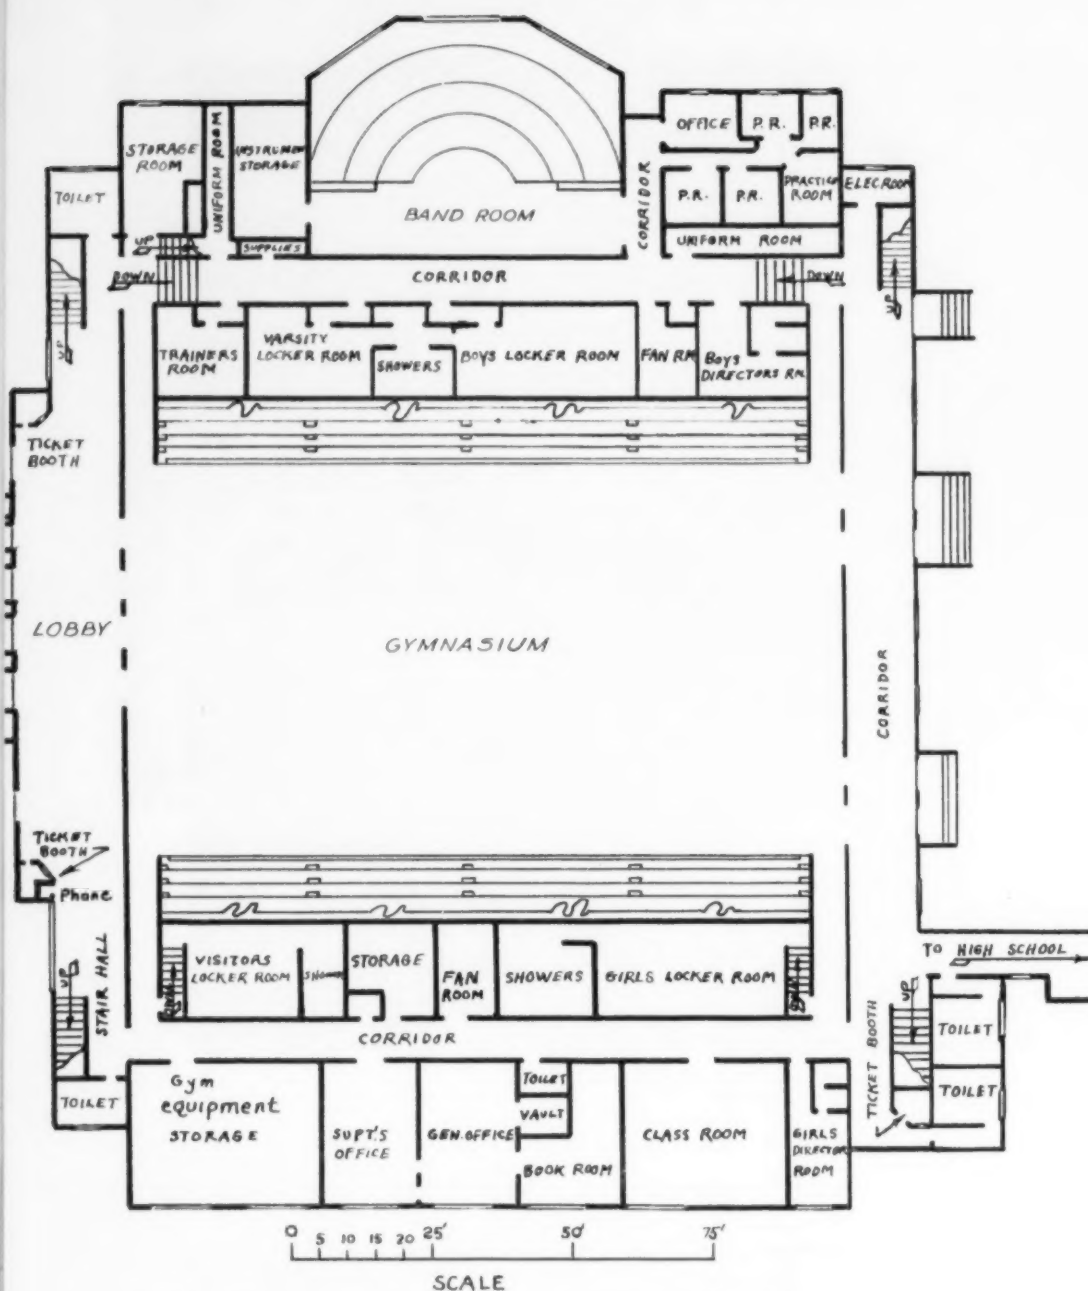 OFFICE
P.R.
P.R.
STORAGE
ROOM
UNIFORM ROOM
INSTRUMENT
STORAGE
TOILET
P.R.
P.R.
PRACTICE
ROOM
ELEC ROOM
BAND ROOM
CORRIDOR
UNIFORM ROOM
UP
SUPPLIES
DOWN
CORRIDOR
DOWN
UP
UP
TRAINERS
ROOM
VARSITY
LOCKER ROOM
SHOWERS
BOYS LOCKER ROOM
FAN RM
BOYS
DIRECTORS RM.
TICKET
BOOTH
LOBBY
GYMNASIUM
CORRIDOR
TICKET
BOOTH
Phone
STAIR HALL
UP
DOWN
VISITORS
LOCKER ROOM
SHOWER
STORAGE
FAN
ROOM
SHOWERS
GIRLS LOCKER ROOM
DOWN
TO HIGH SCHOOL
UP
TICKET BOOTH
TOILET
TOILET
CORRIDOR
TOILET
Gym
equipment
STORAGE
SUPT'S
OFFICE
GEN. OFFICE
TOILET
VAULT
BOOK ROOM
CLASS ROOM
GIRLS
DIRECTOR
ROOM
0 5 10 15 20 25' 50' 75'
SCALE